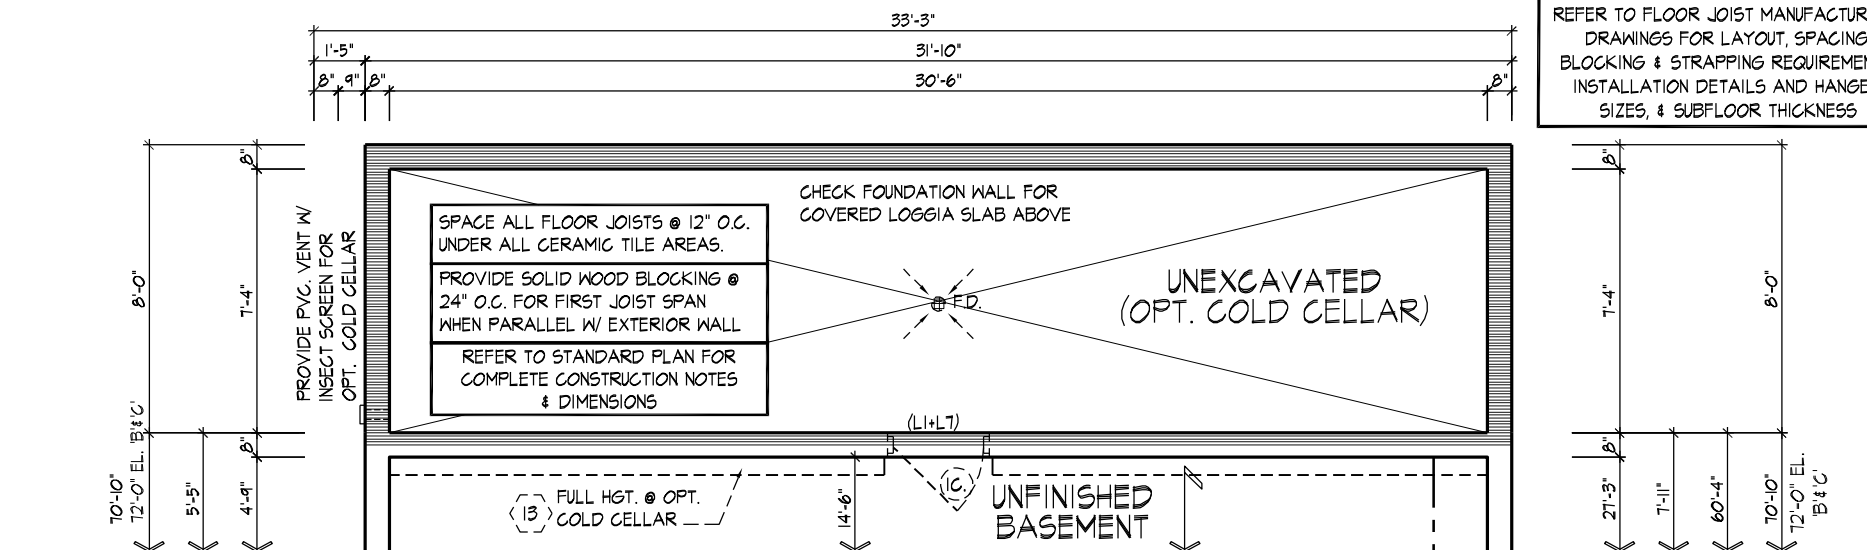 33'-3"
REFER TO FLOOR JOIST MANUFACTUR
DRAWINGS FOR LAYOUT, SPACING
BLOCKING & STRAPPING REQUIREMEN
INSTALLATION DETAILS AND HANGE
SIZES, & SUBFLOOR THICKNESS
1'-5"
31'-10"
8"
9"
8"
30'-6"
8"
8"
8'-0"
7'-4"
8"
PROVIDE PVC. VENT W/
INSECT SCREEN FOR
OPT. COLD CELLAR
SPACE ALL FLOOR JOISTS @ 12" O.C.
UNDER ALL CERAMIC TILE AREAS.
PROVIDE SOLID WOOD BLOCKING @
24" O.C. FOR FIRST JOIST SPAN
WHEN PARALLEL W/ EXTERIOR WALL
REFER TO STANDARD PLAN FOR
COMPLETE CONSTRUCTION NOTES
& DIMENSIONS
CHECK FOUNDATION WALL FOR
COVERED LOGGIA SLAB ABOVE
F.D.
UNEXCAVATED
(OPT. COLD CELLAR)
(L1+L7)
8"
7'-4"
8'-0"
8"
70'-10"
72'-0" EL. 'B'&'C'
5'-5"
4'-9"
13
FULL HGT. @ OPT.
COLD CELLAR
14'-6"
1C.
UNFINISHED
BASEMENT
27'-3"
7'-11"
60'-4"
70'-10"
72'-0" EL.
'B'&'C'